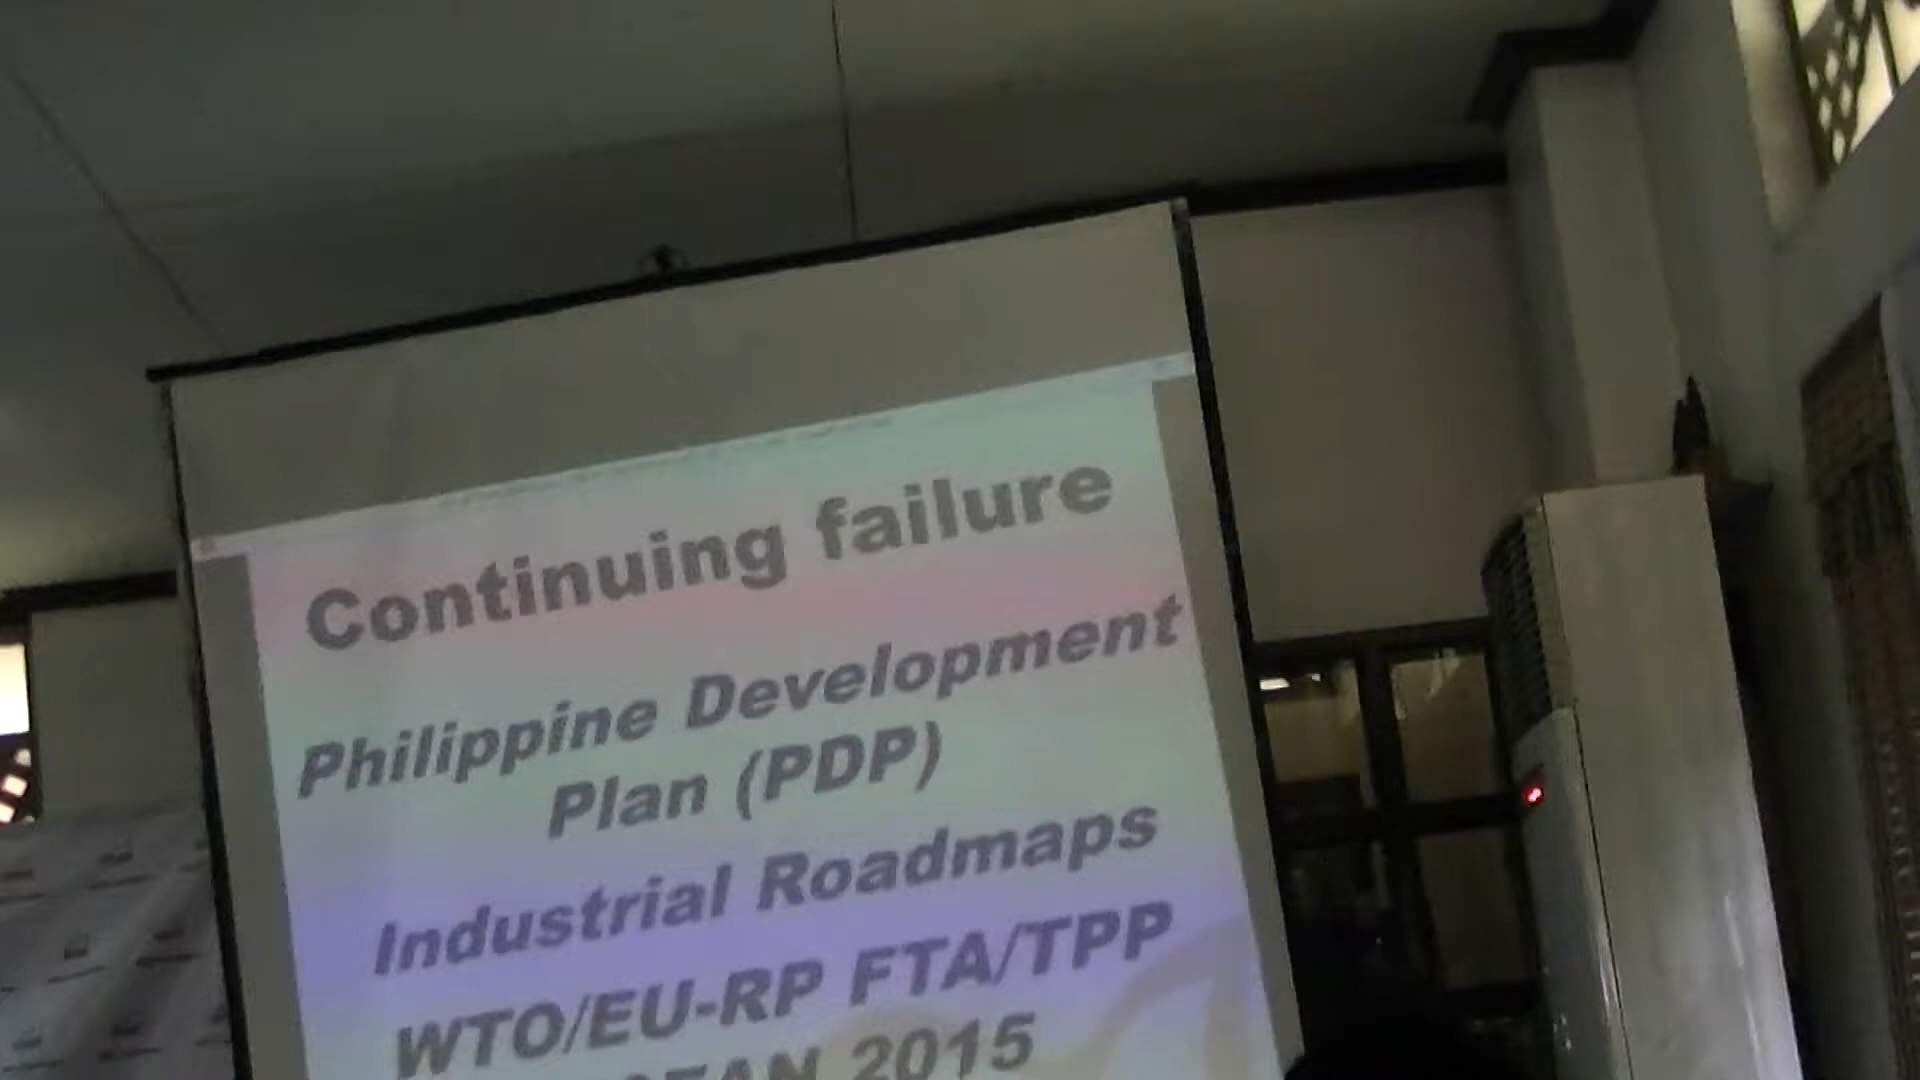 Continuing failure
Philippine Development
Plan (PDP)
Industrial Roadmaps
WTO/EU-RP FTA/TPP
2015